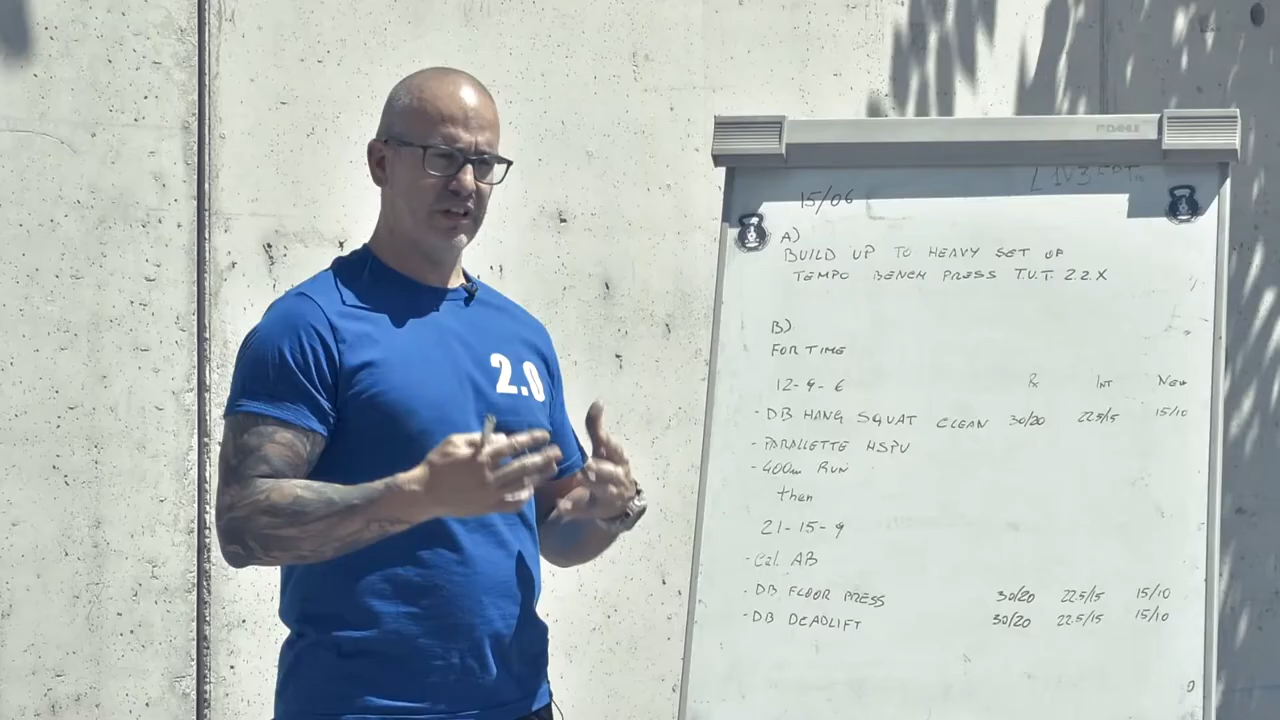 DAHLE
15/06
A)
BUILD UP TO HEAVY SET OF
TEMPO BENCH PRESS T.U.T. 2.2.X
B)
FOR TIME
12-9-6 Rx INT NEW
- DB HANG SQUAT CLEAN 30/20 22.5/15 15/10
- PARALLETTE HSPU
- 400m RUN
then
21-15-9
- Cal. AB
- DB FLOOR PRESS 30/20 22.5/15 15/10
- DB DEADLIFT 30/20 22.5/15 15/10
2.0